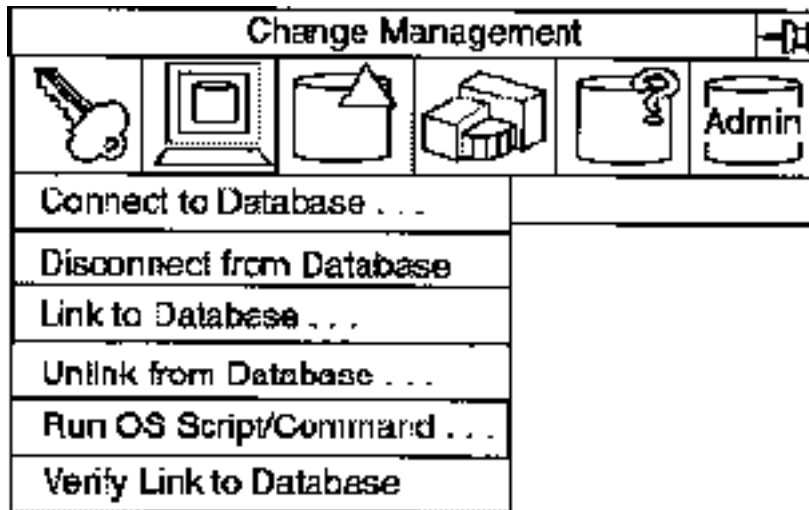 Change Management
Admin
Connect to Database . . .
Disconnect from Database
Link to Database . . .
Unlink from Database . . .
Run OS Script/Command . . .
Verify Link to Database